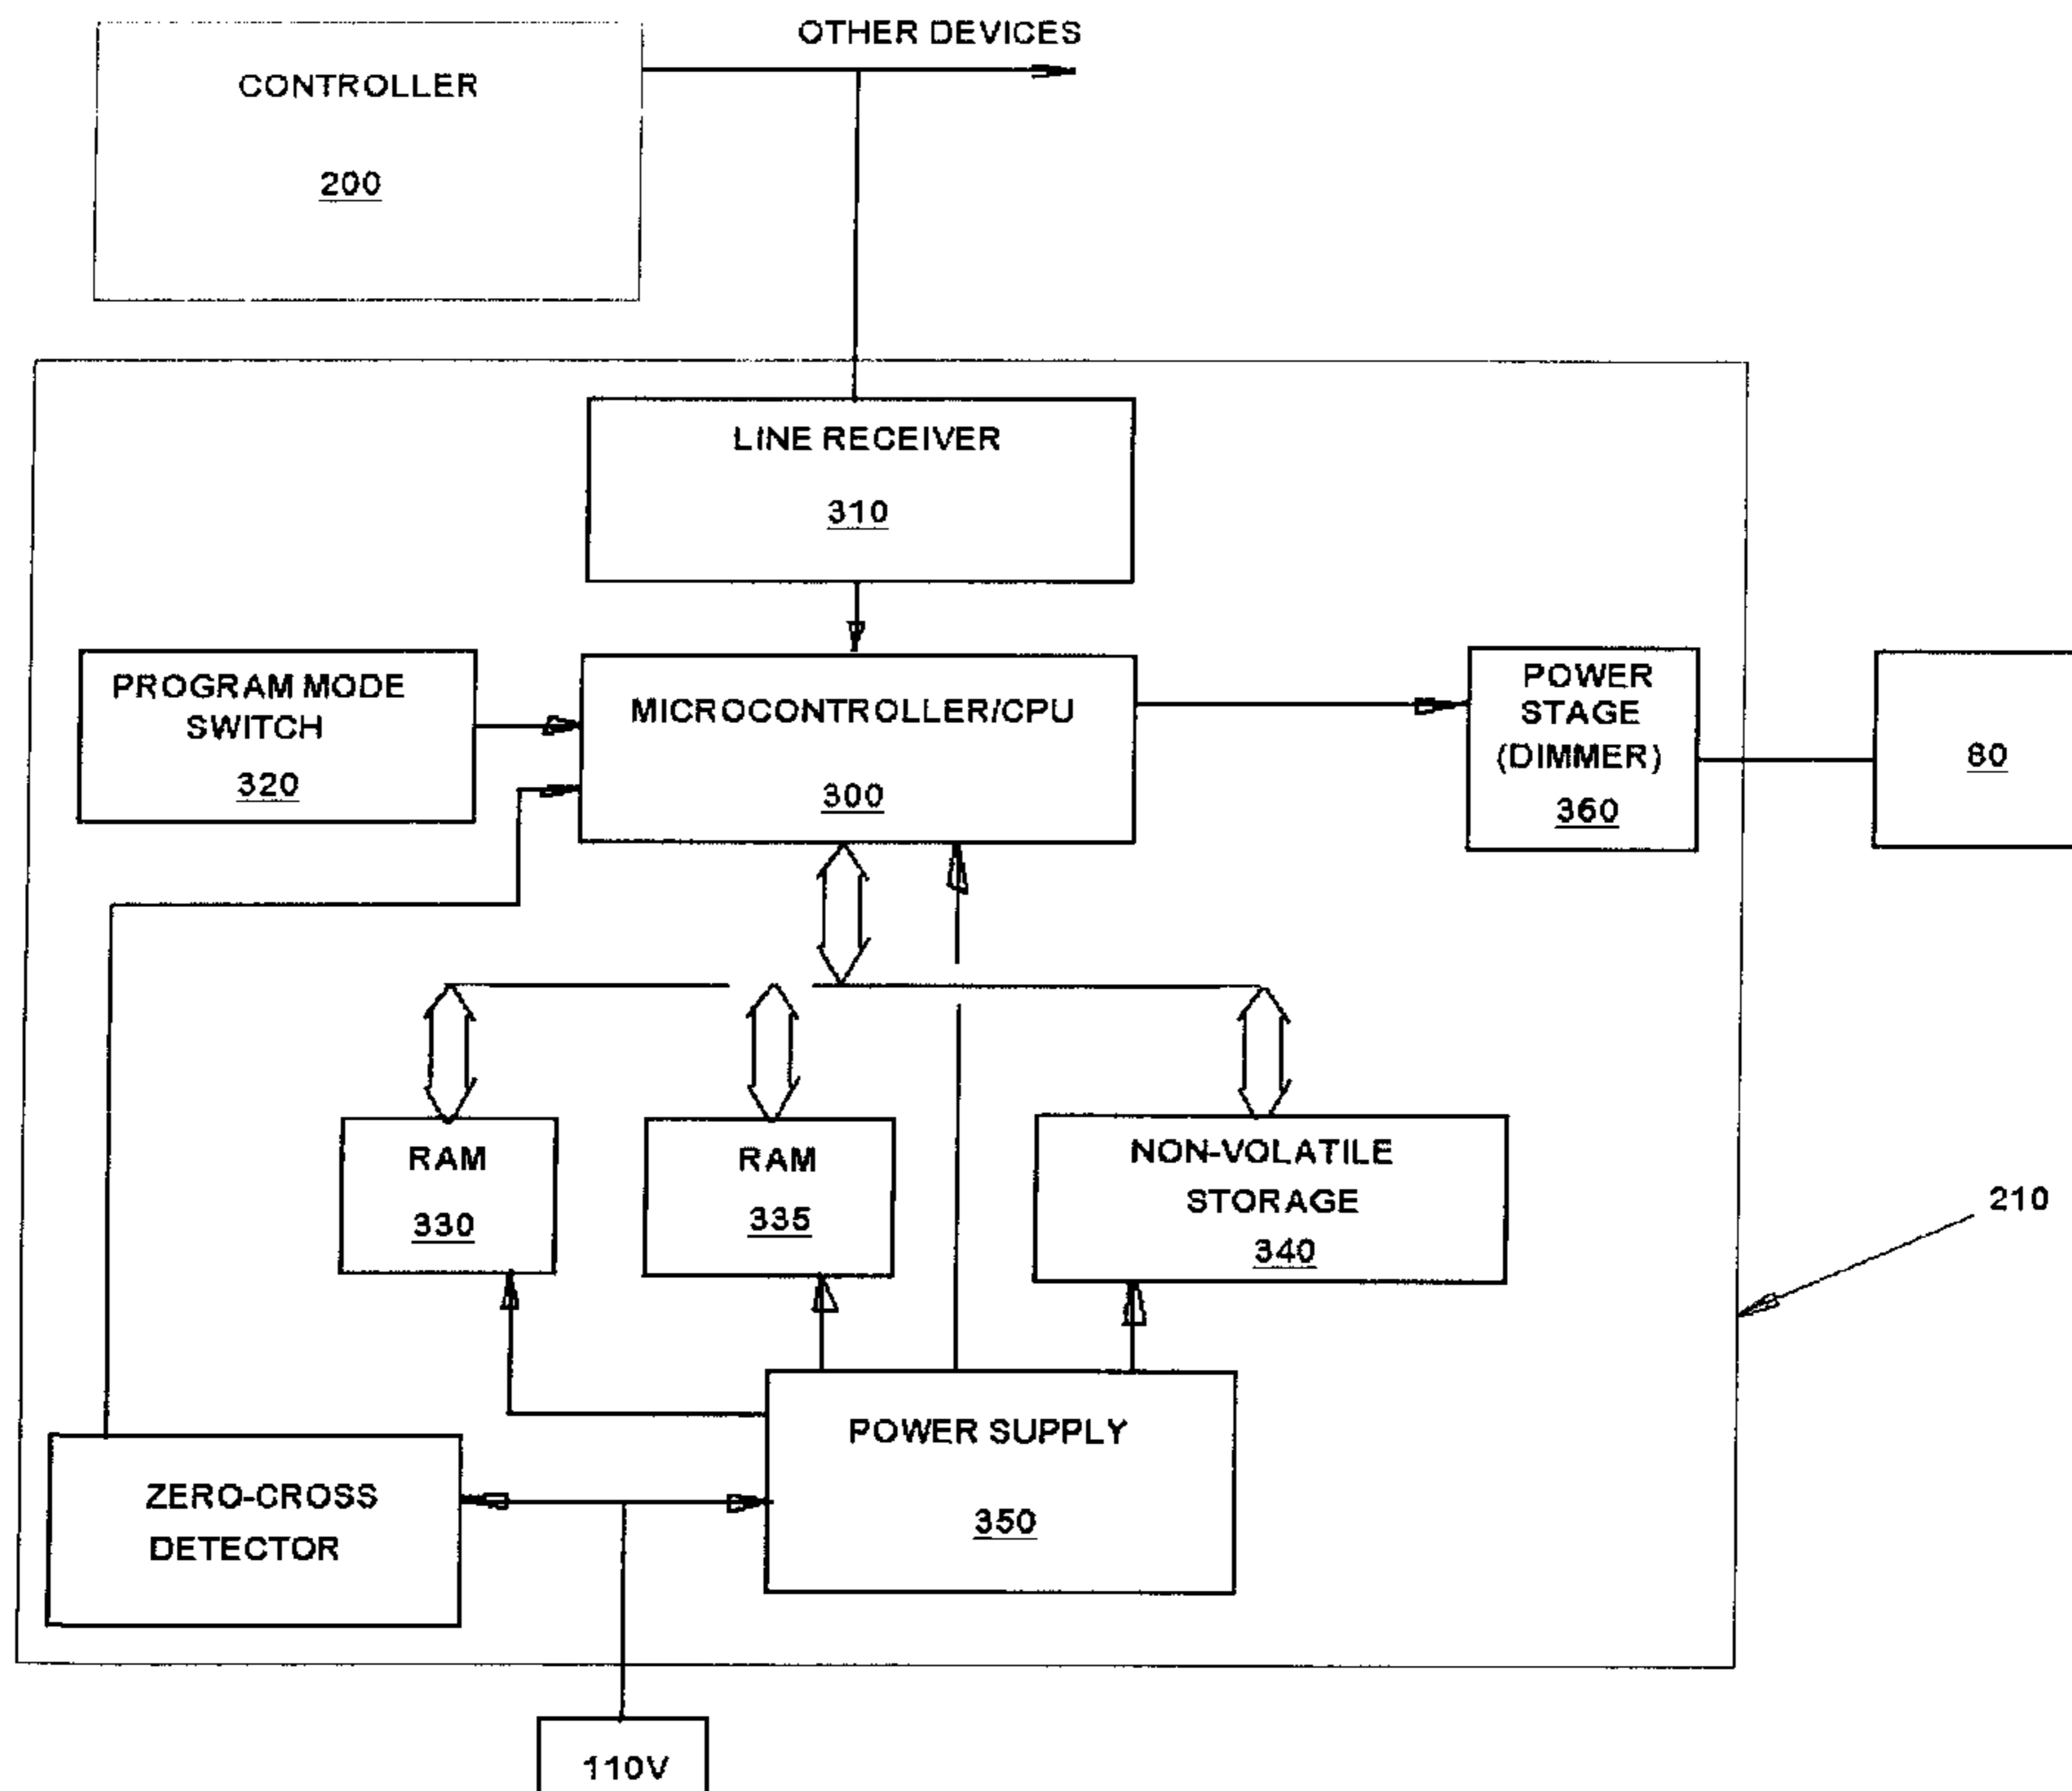 OTHER DEVICES
CONTROLLER
200
LINE RECEIVER
310
PROGRAM MODE
SWITCH
320
MICROCONTROLLER/CPU
300
POWER
STAGE
(DIMMER)
360
80
RAM
330
RAM
335
NON-VOLATILE
STORAGE
340
210
POWER SUPPLY
350
ZERO-CROSS
DETECTOR
110V